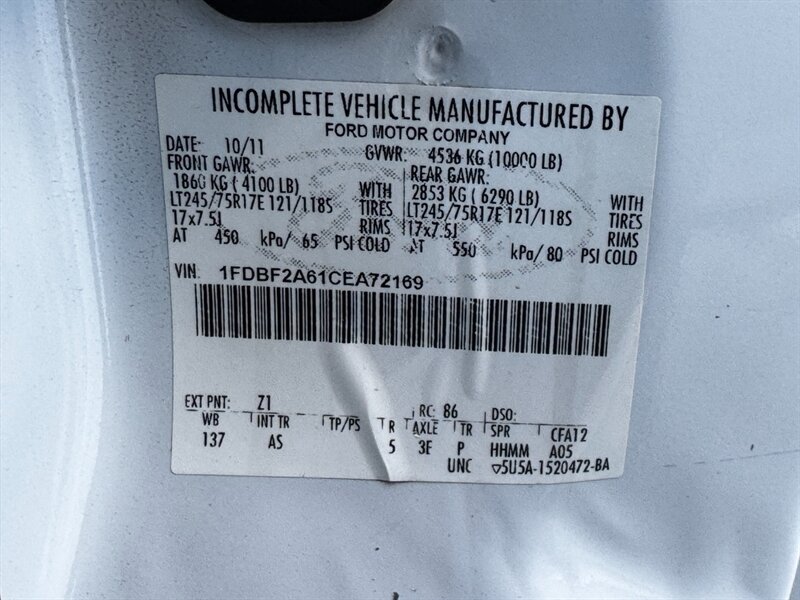 INCOMPLETE VEHICLE MANUFACTURED BY
FORD MOTOR COMPANY
DATE: 10/11 GVWR: 4536 KG (10000 LB)
FRONT GAWR: REAR GAWR:
1860 KG ( 4100 LB) WITH 2853 KG ( 6290 LB) WITH
LT245/75R17E 121/118S TIRES LT245/75R17E 121/118S TIRES
17x7.5J RIMS 17x7.5J RIMS
AT 450 kPa/ 65 PSI COLD AT 550 kPa/ 80 PSI COLD
VIN: 1FDBF2A61CEA72169
EXT PNT: Z1 RC: 86 DSO:
WB INT TR TP/PS R AXLE TR SPR CFA12
137 AS 5 3E P HHMM A05
UNC ▽5U5A-1520472-BA